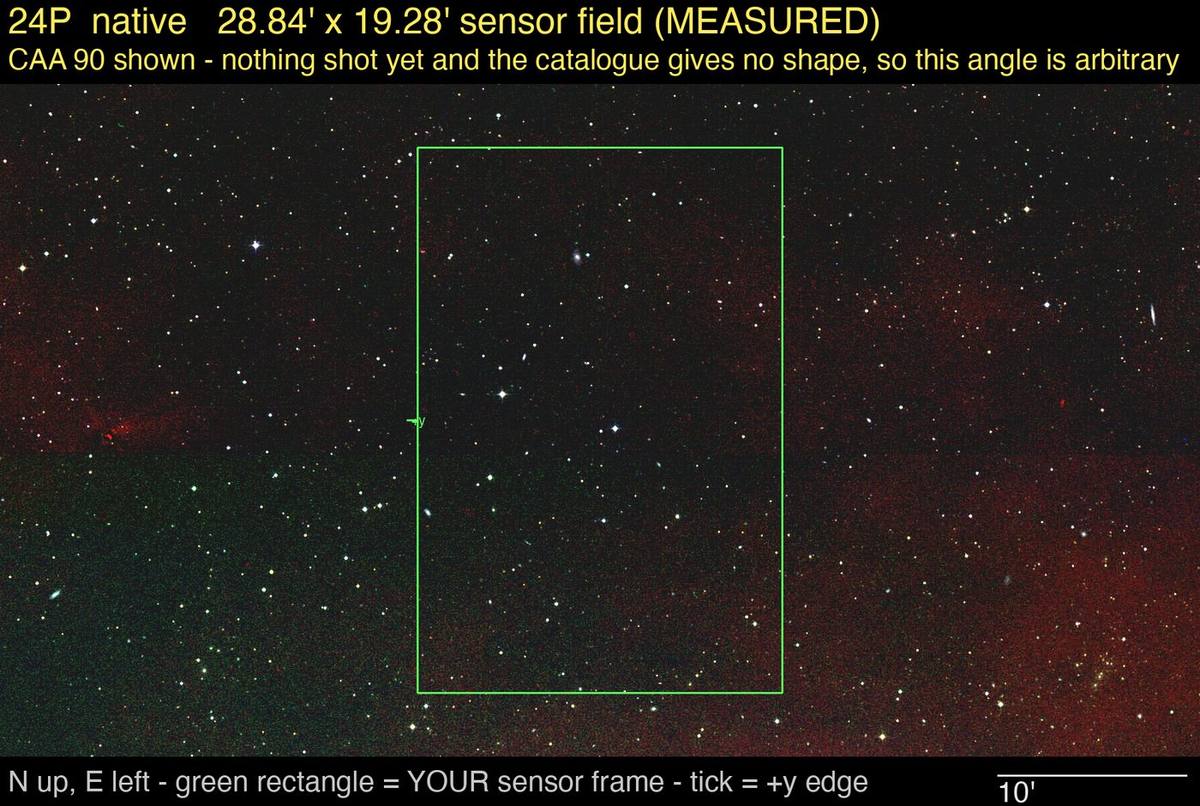 24P native 28.84' x 19.28' sensor field (MEASURED)
CAA 90 shown - nothing shot yet and the catalogue gives no shape, so this angle is arbitrary
+y
N up, E left - green rectangle = YOUR sensor frame - tick = +y edge
10'